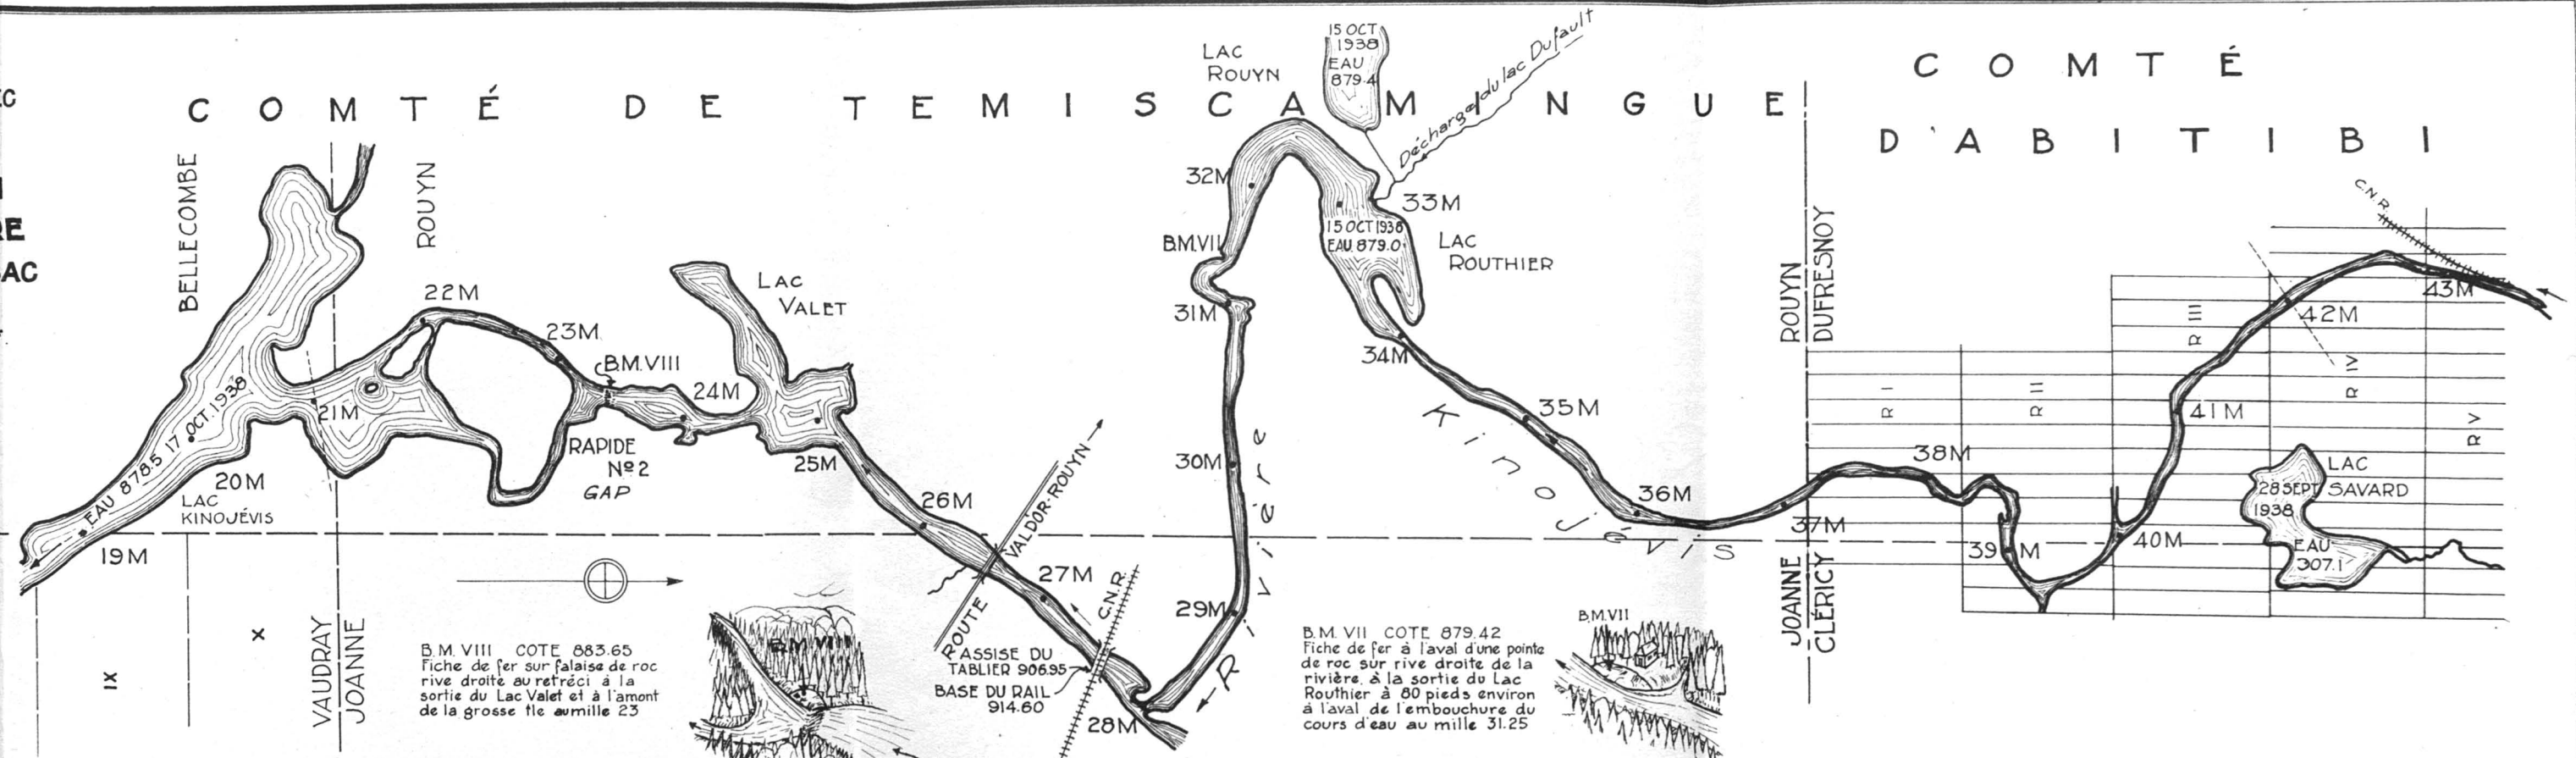 EC
RE
AC
COMTÉ DE TEMISCAMINGUE
COMTÉ
D'ABITIBI
BELLECOMBE
ROUYN
LAC
ROUYN
15 OCT
1938
EAU
879.4
Décharge du lac Dufault
32M
33M
B.M.VII
15 OCT 1938
EAU 879.0
LAC
ROUTHIER
31M
34M
22M
23M
B.M.VIII
24M
LAC
VALET
21M
EAU 878.5 17 OCT. 1938
20M
LAC
KINOJÉVIS
19M
RAPIDE
Nº2
GAP
25M
26M
ROUTE VALD'OR-ROUYN
27M
C.N.R.
28M
29M
30M
Rivière Kinojévis
35M
36M
37M
ROUYN
DUFRESNOY
JOANNE
CLÉRICY
38M
39M
40M
41M
42M
43M
C.N.R.
R I
R II
R III
R IV
R V
LAC
SAVARD
28 SEPT
1938
EAU
307.1
IX
X
VAUDRAY
JOANNE
B.M. VIII COTE 883.65
Fiche de fer sur falaise de roc
rive droite au retréci à la
sortie du Lac Valet et à l'amont
de la grosse île au mille 23
B.M. VIII
ASSISE DU
TABLIER 906.95
BASE DU RAIL
914.60
B.M. VII COTE 879.42
Fiche de fer à l'aval d'une pointe
de roc sur rive droite de la
rivière, à la sortie du Lac
Routhier à 80 pieds environ
à l'aval de l'embouchure du
cours d'eau au mille 31.25
B.M.VII